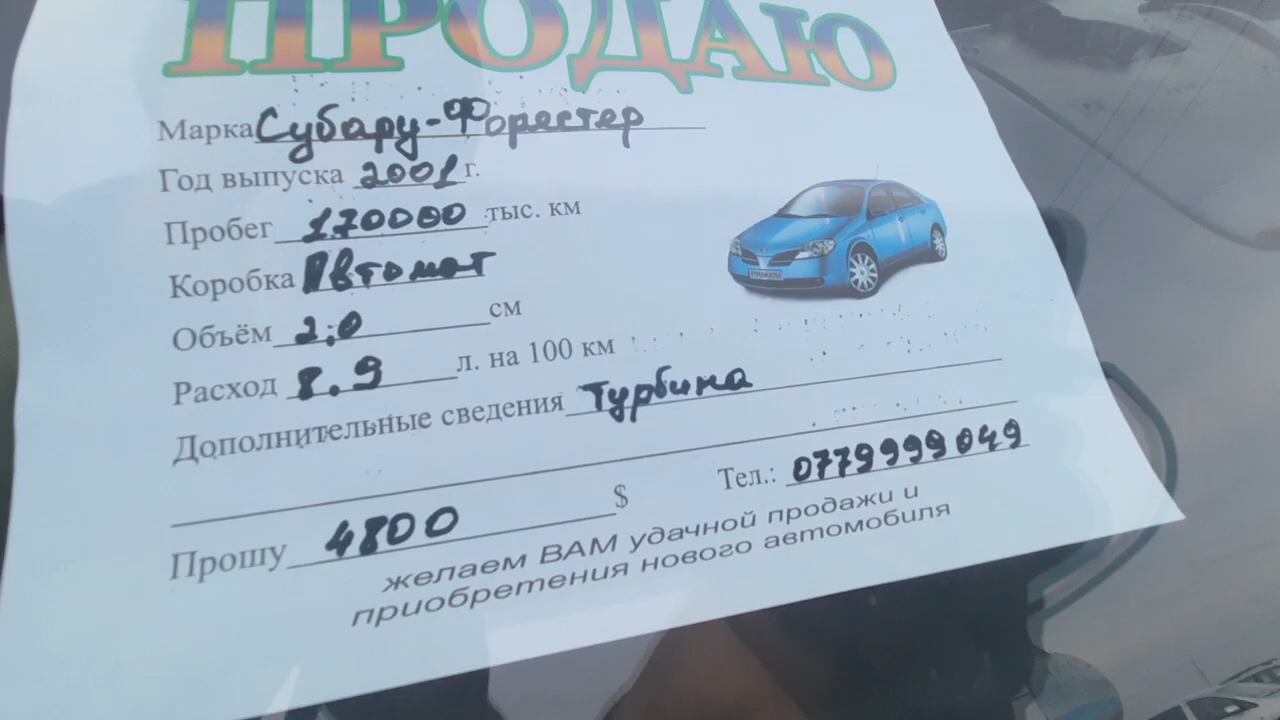 ПРОДАЮ
Марка Субару-Форестер
Год выпуска 2001 г.
Пробег 170000 тыс. км
Коробка Автомат
Объём 2,0 см
Расход 8.9 л. на 100 км
Дополнительные сведения Турбина
Тел.: 0779999049
Прошу 4800 $
желаем ВАМ удачной продажи и
приобретения нового автомобиля